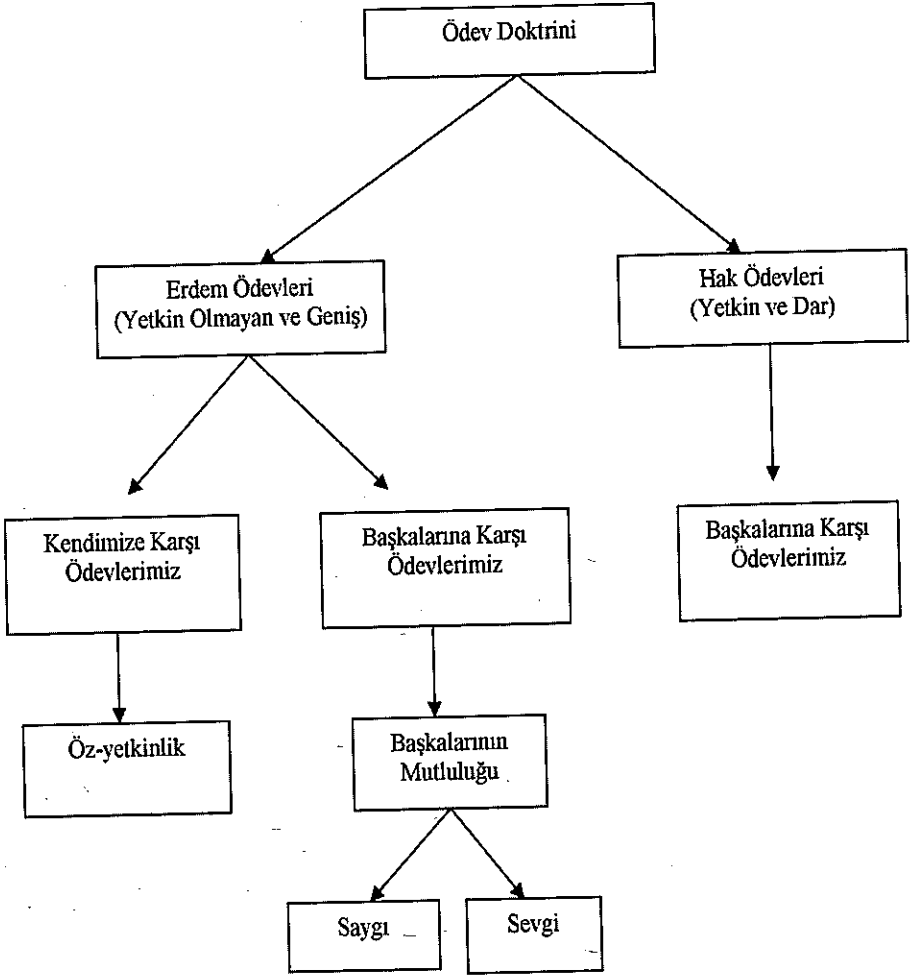 Ödev Doktrini
Erdem Ödevleri
(Yetkin Olmayan ve Geniş)
Hak Ödevleri
(Yetkin ve Dar)
Kendimize Karşı
Ödevlerimiz
Başkalarına Karşı
Ödevlerimiz
Başkalarına Karşı
Ödevlerimiz
Öz-yetkinlik
Başkalarının
Mutluluğu
Saygı
Sevgi